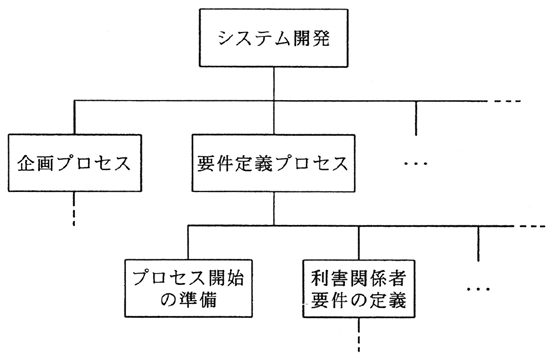 システム開発
企画プロセス
要件定義プロセス
...
プロセス開始
の準備
利害関係者
要件の定義
...